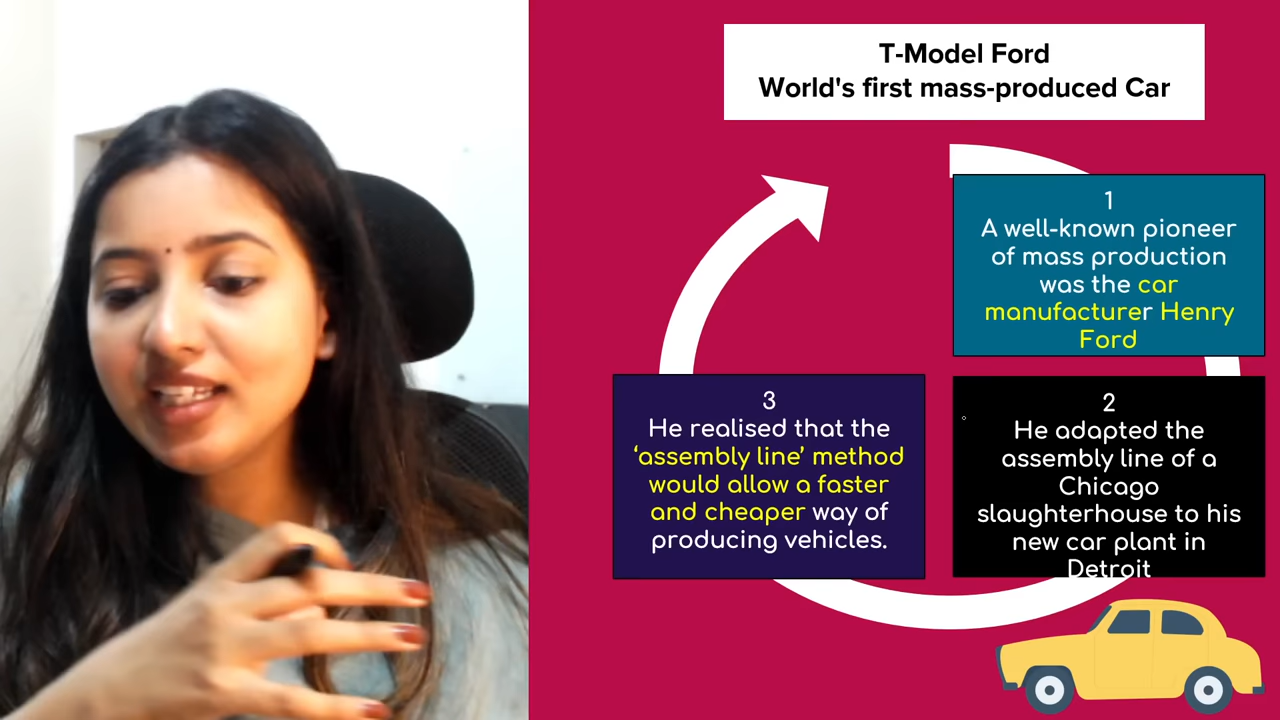 T-Model Ford
World's first mass-produced Car
1
A well-known pioneer
of mass production
was the car
manufacturer Henry
Ford
2
He adapted the
assembly line of a
Chicago
slaughterhouse to his
new car plant in
Detroit
3
He realised that the
‘assembly line’ method
would allow a faster
and cheaper way of
producing vehicles.